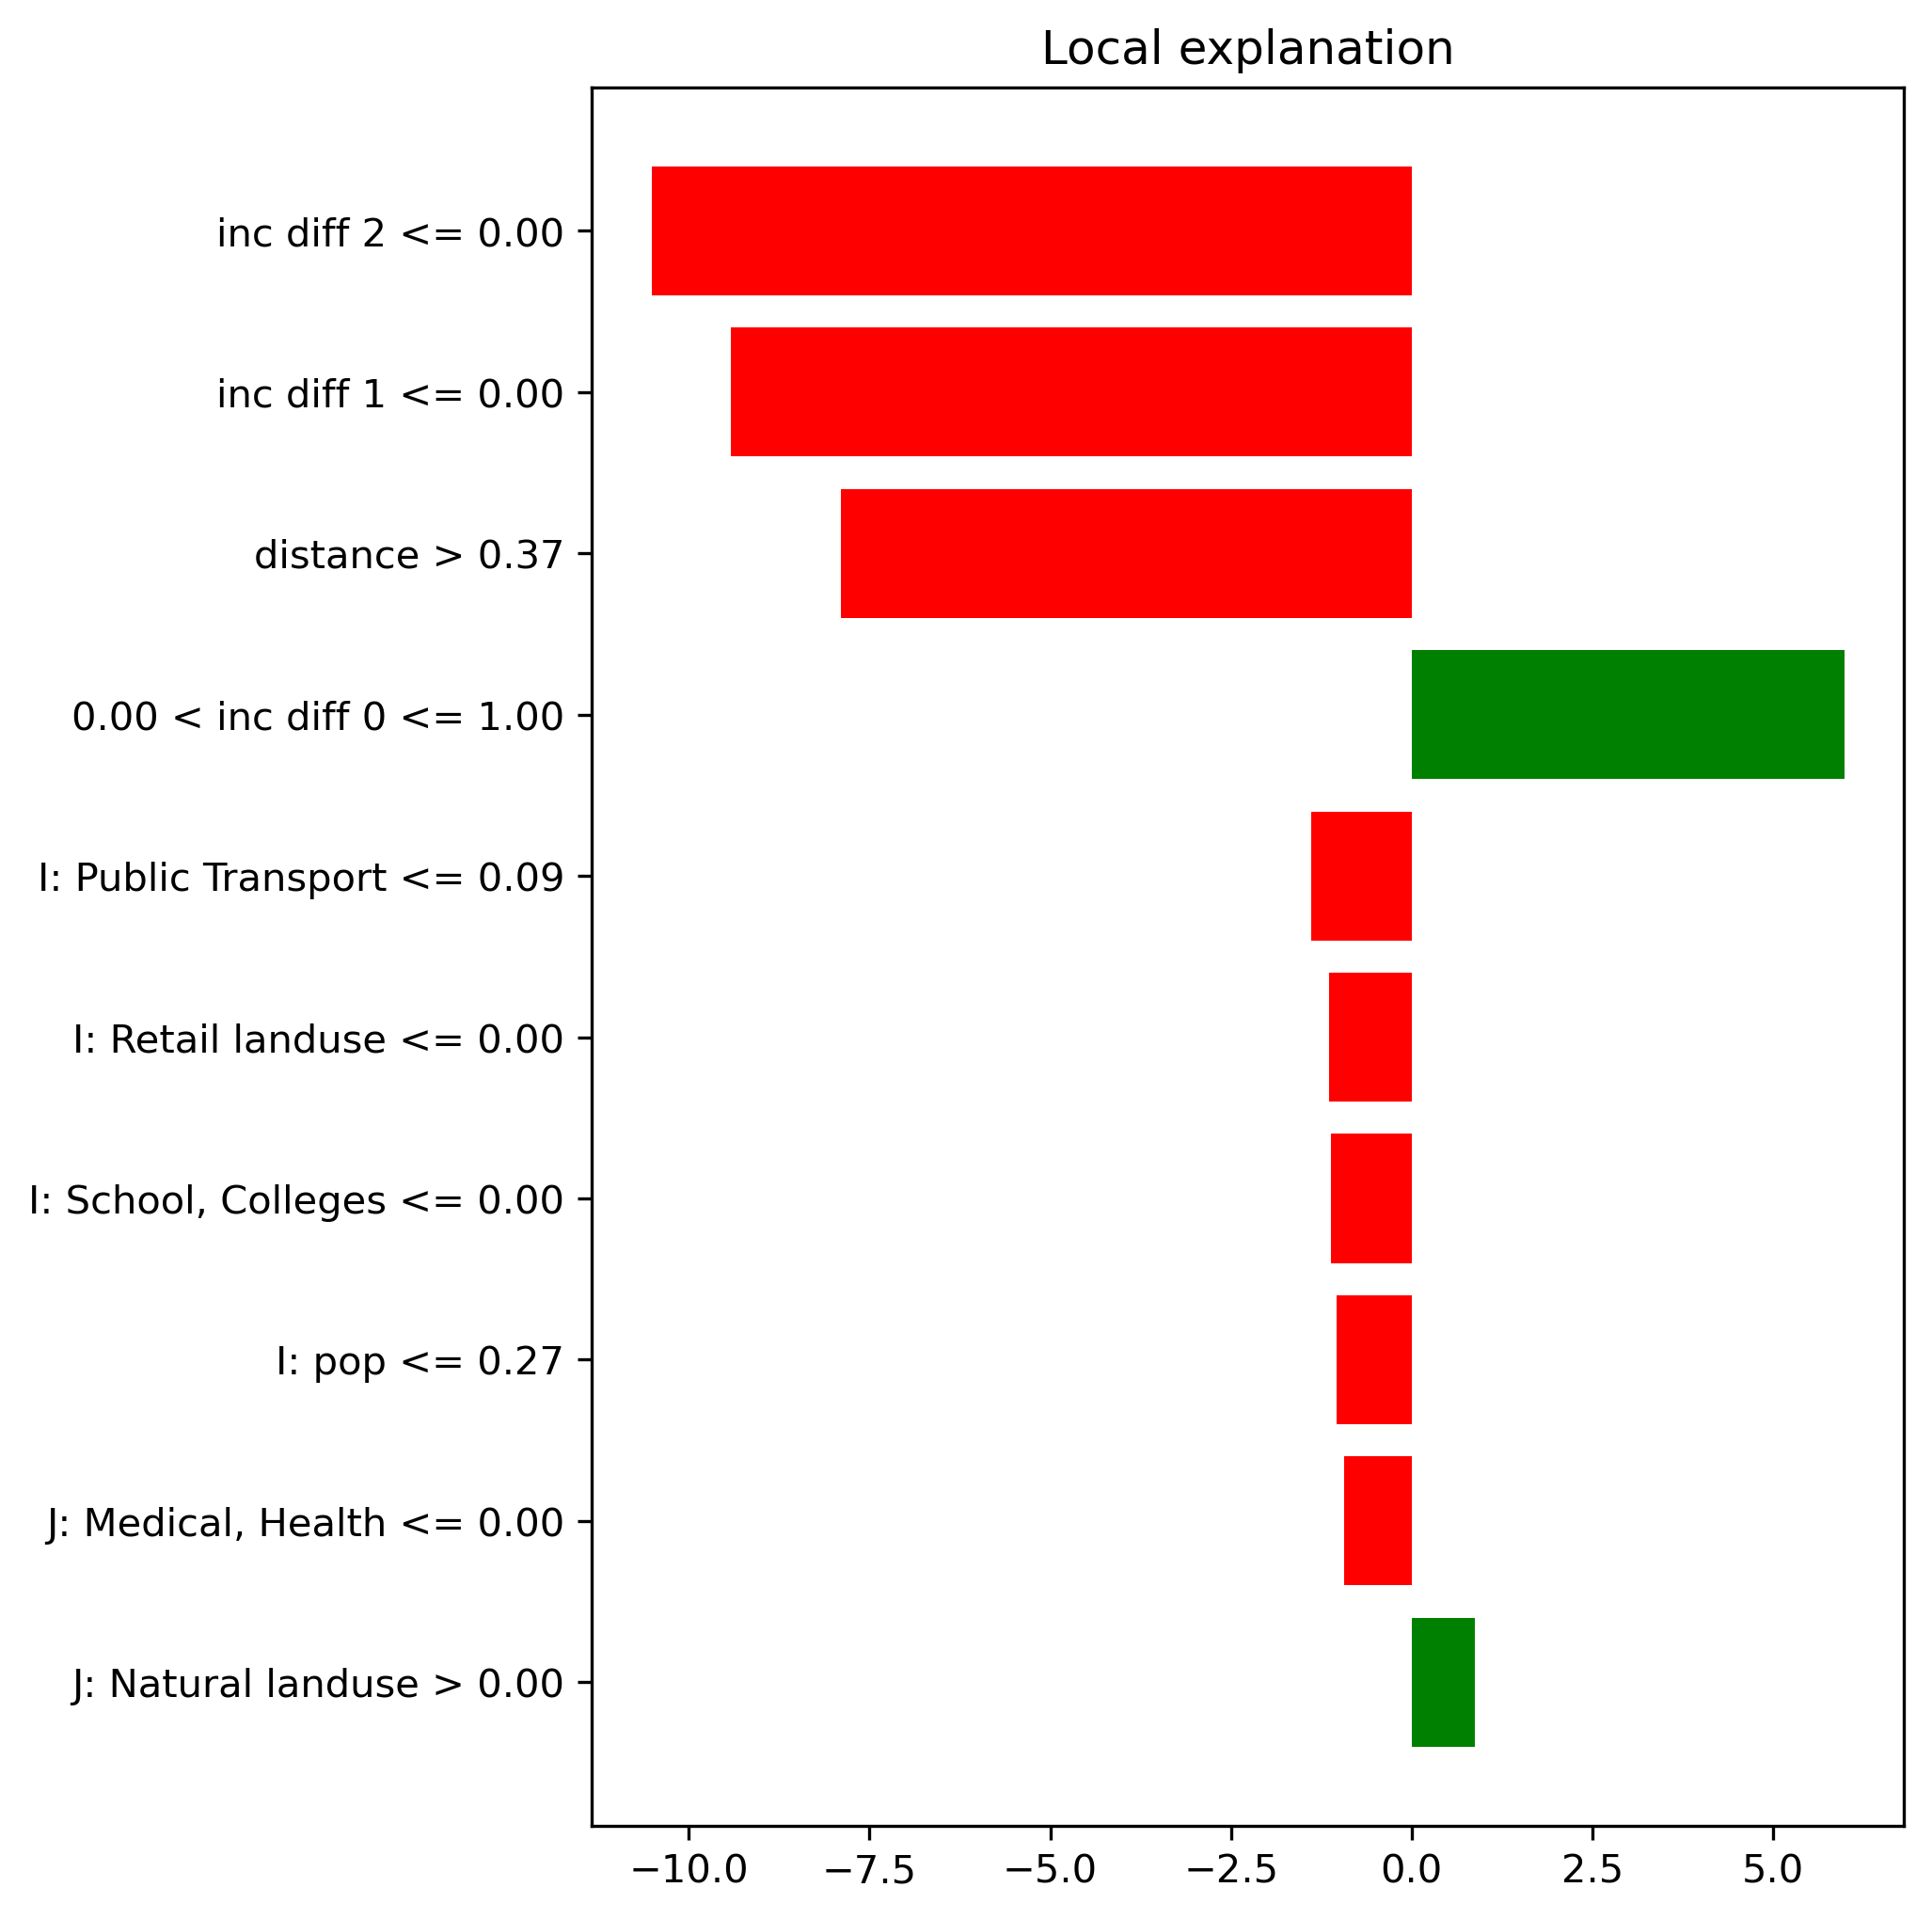 Local explanation
inc diff 2 <= 0.00
inc diff 1 <= 0.00
distance > 0.37
0.00 < inc diff 0 <= 1.00
I: Public Transport <= 0.09
I: Retail landuse <= 0.00
I: School, Colleges <= 0.00
I: pop <= 0.27
J: Medical, Health <= 0.00
J: Natural landuse > 0.00
−10.0 −7.5 −5.0 −2.5 0.0 2.5 5.0